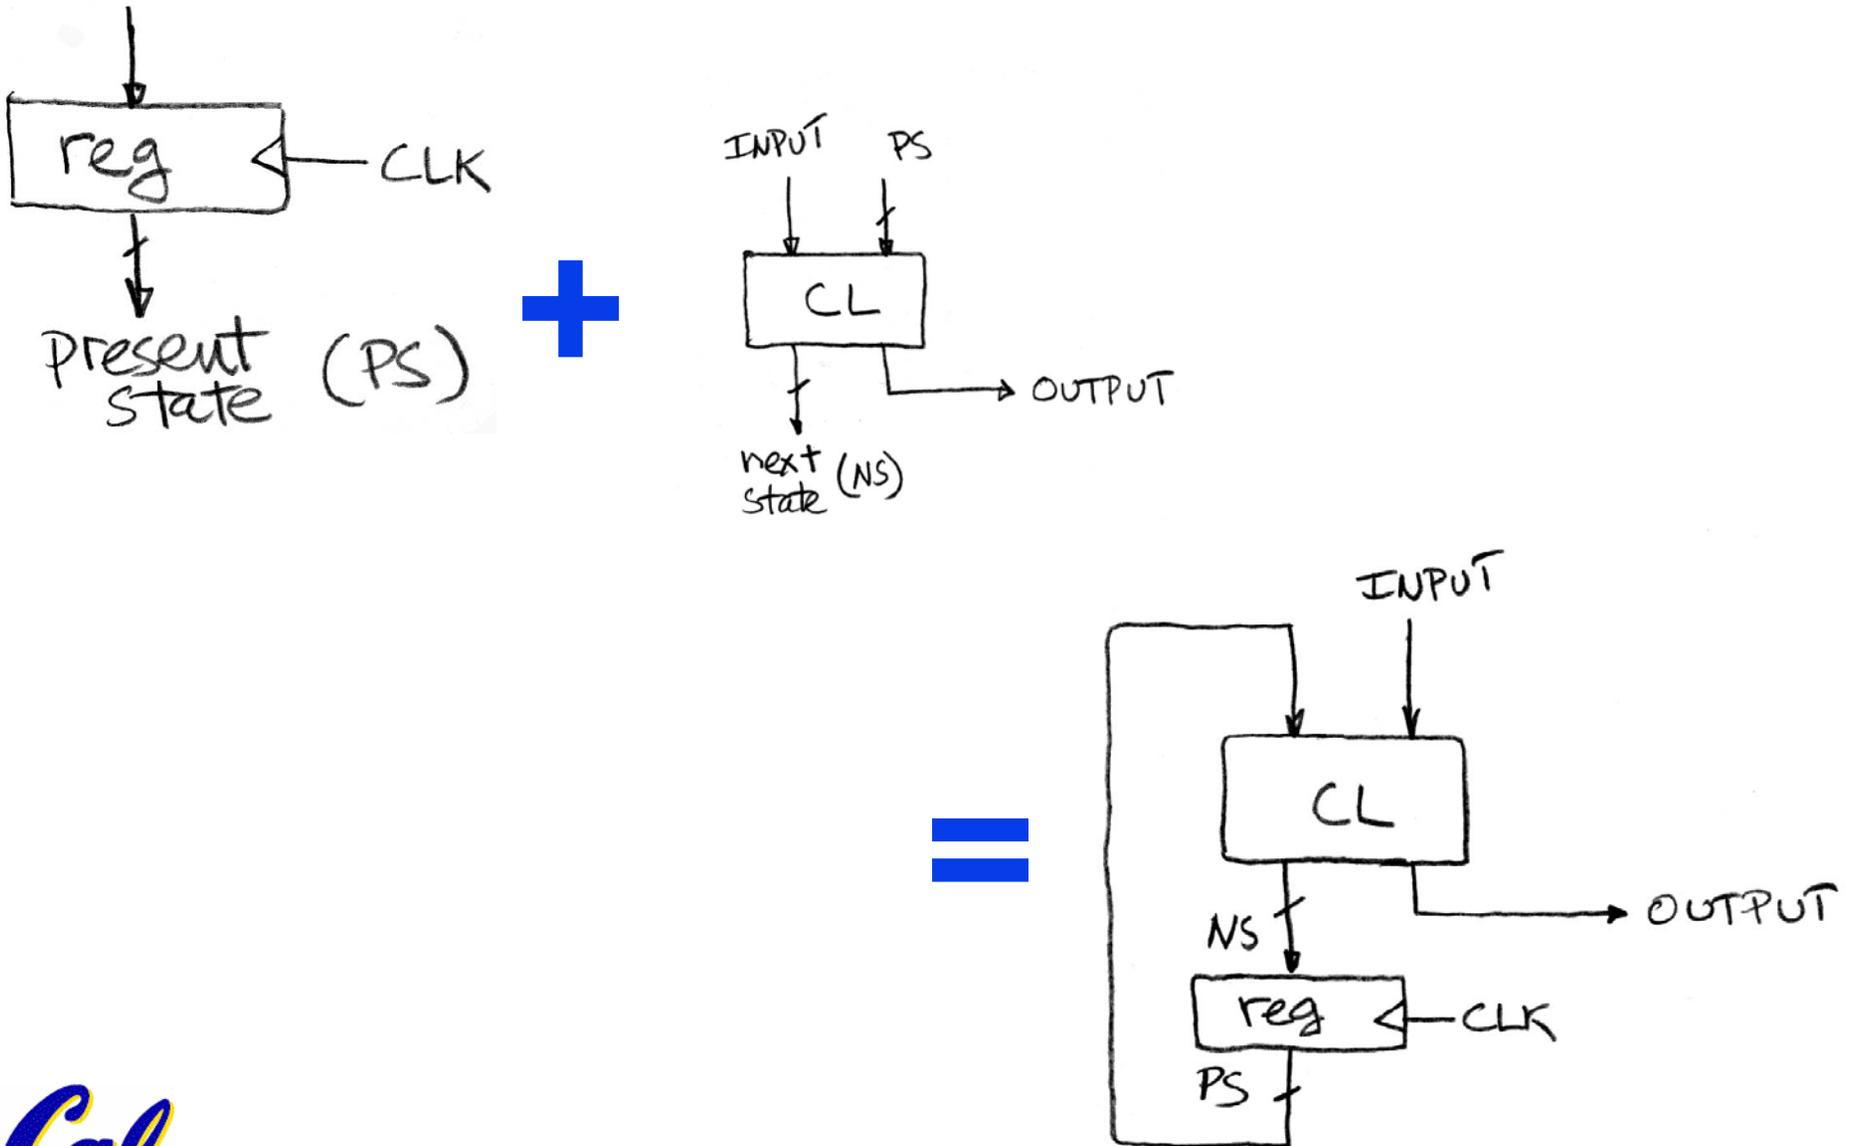 reg
CLK
present
state
(PS)
INPUT
PS
CL
OUTPUT
next
state
(NS)
INPUT
CL
OUTPUT
NS
reg
CLK
PS
Cal